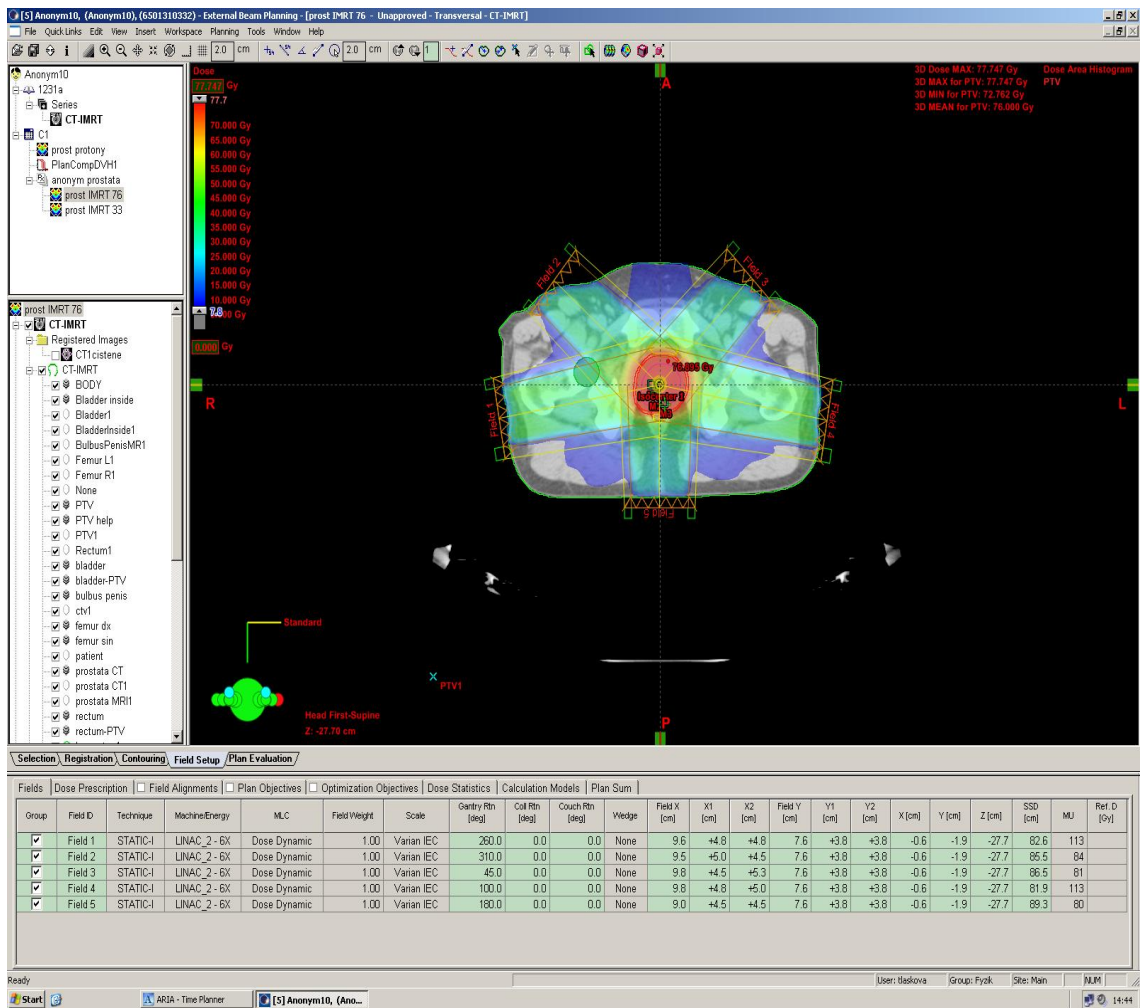 [5] Anonym10, (Anonym10), (6501310332) - External Beam Planning - [prost IMRT 76 - Unapproved - Transversal - CT-IMRT]
File QuickLinks Edit View Insert Workspace Planning Tools Window Help
2.0 cm 2.0 cm 1
Anonym10
1231a
Series
CT-IMRT
C1
prost protony
PlanCompDVH1
anonym prostata
prost IMRT 76
prost IMRT 33
prost IMRT 76
CT-IMRT
Registered Images
CT1cistene
CT-IMRT
BODY
Bladder inside
Bladder1
BladderInside1
BulbusPenisMR1
Femur L1
Femur R1
None
PTV
PTV help
PTV1
Rectum1
bladder
bladder-PTV
bulbus penis
ctv1
femur dx
femur sin
patient
prostata CT
prostata CT1
prostata MRI1
rectum
rectum-PTV
Dose
77.747 Gy
77.7
70.000 Gy
65.000 Gy
60.000 Gy
55.000 Gy
50.000 Gy
45.000 Gy
40.000 Gy
35.000 Gy
30.000 Gy
25.000 Gy
20.000 Gy
15.000 Gy
10.000 Gy
7.8
0.000 Gy
3D Dose MAX: 77.747 Gy Dose Area Histogram
3D MAX for PTV: 77.747 Gy PTV
3D MIN for PTV: 72.762 Gy
3D MEAN for PTV: 76.000 Gy
A
Field 2
Field 3
R
L
Field 1
Field 4
Field 5
Standard
PTV1
Head First-Supine
Z: -27.70 cm
P
Selection Registration Contouring Field Setup Plan Evaluation
Fields Dose Prescription Field Alignments Plan Objectives Optimization Objectives Dose Statistics Calculation Models Plan Sum
Group Field ID Technique Machine/Energy MLC Field Weight Scale Gantry Rtn [deg] Coll Rtn [deg] Couch Rtn [deg] Wedge Field X [cm] X1 [cm] X2 [cm] Field Y [cm] Y1 [cm] Y2 [cm] X [cm] Y [cm] Z [cm] SSD [cm] MU Ref. D [Gy]
Field 1 STATIC-I LINAC_2 - 6X Dose Dynamic 1.00 Varian IEC 260.0 0.0 0.0 None 9.6 +4.8 +4.8 7.6 +3.8 +3.8 -0.6 -1.9 -27.7 82.6 113
Field 2 STATIC-I LINAC_2 - 6X Dose Dynamic 1.00 Varian IEC 310.0 0.0 0.0 None 9.5 +5.0 +4.5 7.6 +3.8 +3.8 -0.6 -1.9 -27.7 85.5 84
Field 3 STATIC-I LINAC_2 - 6X Dose Dynamic 1.00 Varian IEC 45.0 0.0 0.0 None 9.8 +4.5 +5.3 7.6 +3.8 +3.8 -0.6 -1.9 -27.7 86.5 81
Field 4 STATIC-I LINAC_2 - 6X Dose Dynamic 1.00 Varian IEC 100.0 0.0 0.0 None 9.8 +4.8 +5.0 7.6 +3.8 +3.8 -0.6 -1.9 -27.7 81.9 113
Field 5 STATIC-I LINAC_2 - 6X Dose Dynamic 1.00 Varian IEC 180.0 0.0 0.0 None 9.0 +4.5 +4.5 7.6 +3.8 +3.8 -0.6 -1.9 -27.7 89.3 80
Ready User: tlaskova Group: Fyzik Site: Main NUM
Start ARIA - Time Planner [5] Anonym10, (Ano... 14:44